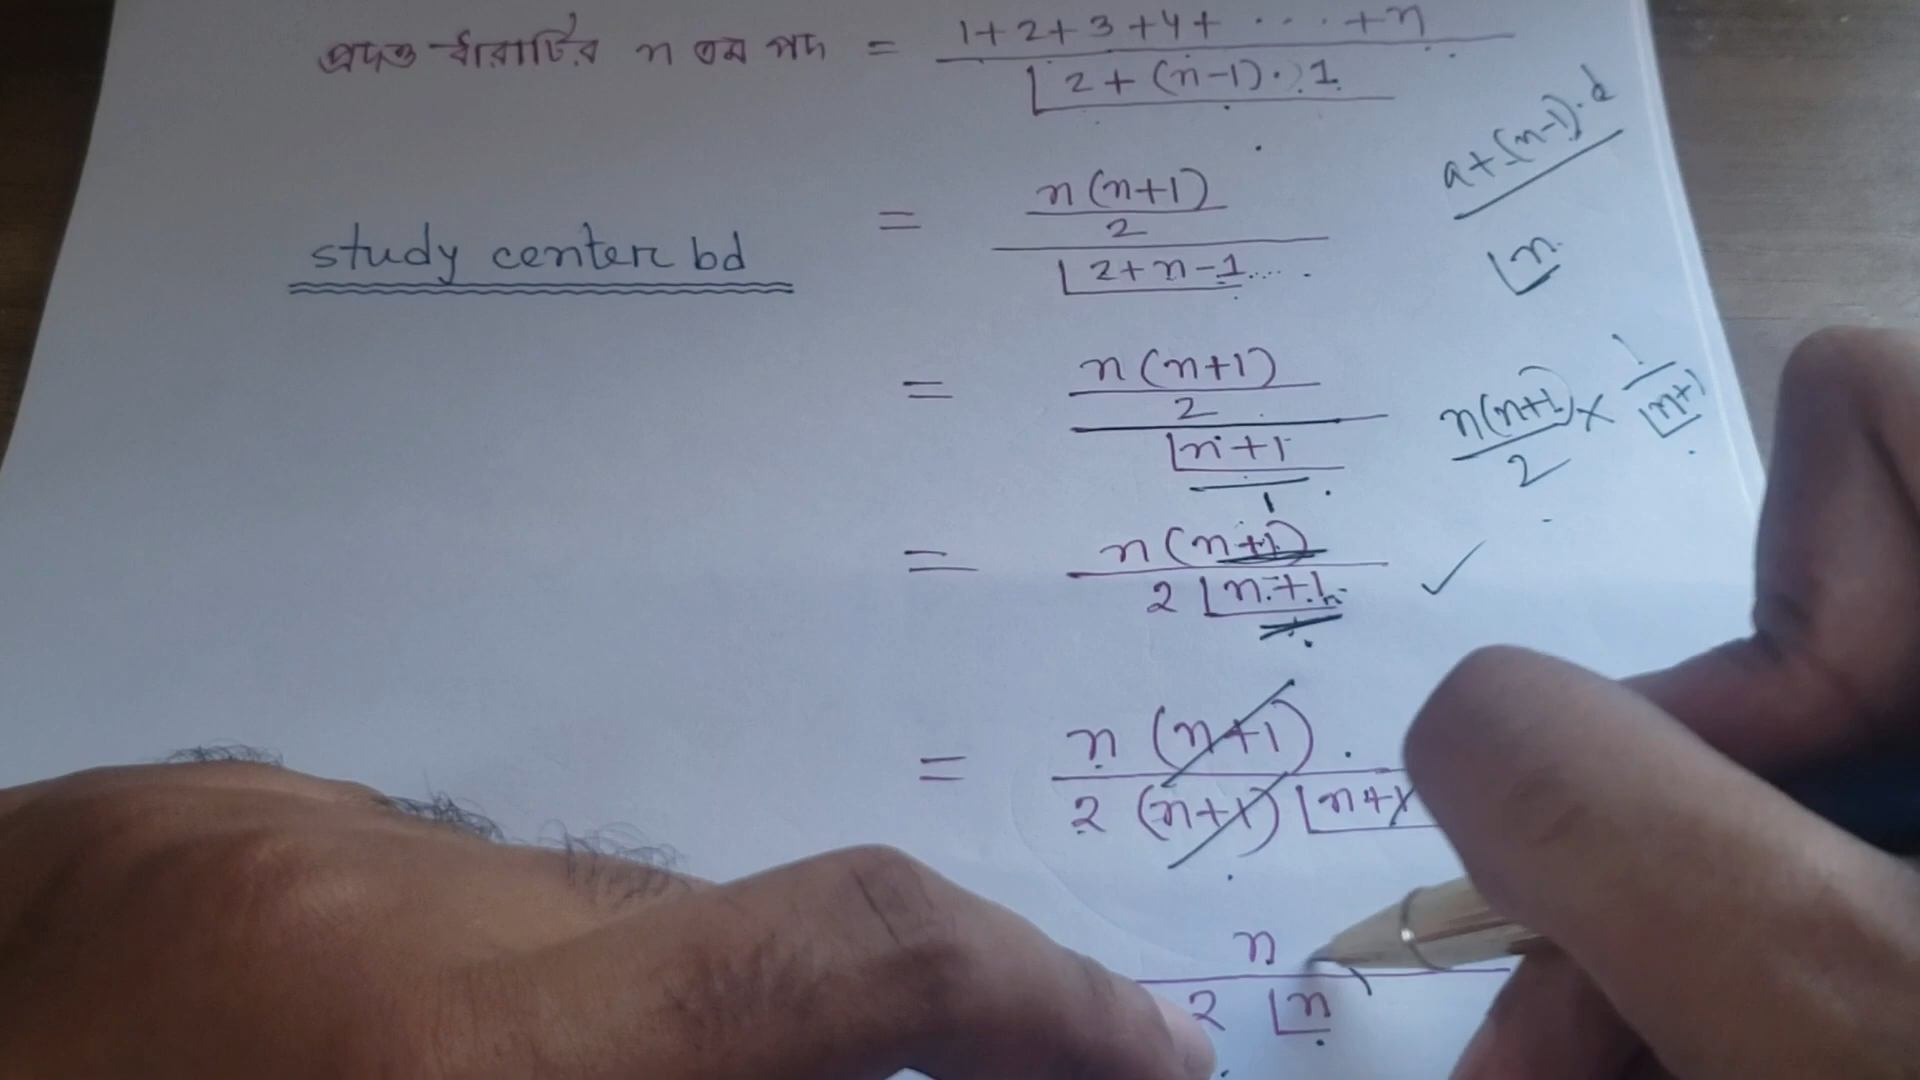 প্রদত্ত ধারাটির n তম পদ = (1+2+3+4+ ... +n) / |2+(n-1)·1
a+(n-1)·d
|n
= (n(n+1)/2) / |2+n-1
study center bd
= (n(n+1)/2) / |n+1
n(n+1)/2 × 1/|n+1
= n(n+1) / 2|n+1 ✓
= n(n+1) / 2(n+1)|n+1
n / 2|n